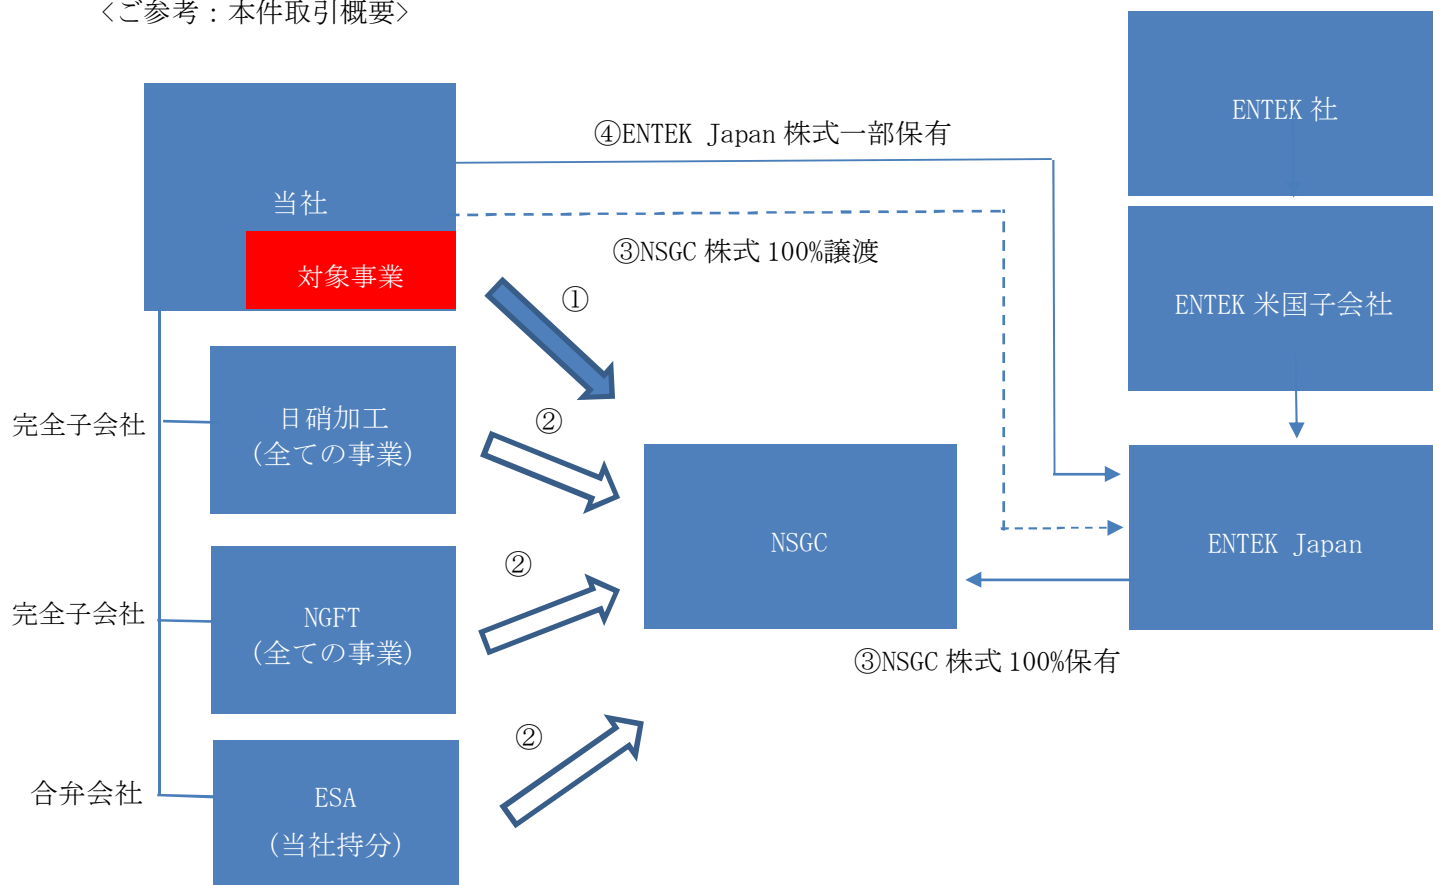 <ご参考：本件取引概要>
ENTEK 社
④ENTEK Japan 株式一部保有
当社
③NSGC 株式 100%譲渡
対象事業
①
ENTEK 米国子会社
完全子会社
日硝加工
(全ての事業)
②
NSGC
ENTEK Japan
②
完全子会社
NGFT
(全ての事業)
③NSGC 株式 100%保有
②
合弁会社
ESA
(当社持分)